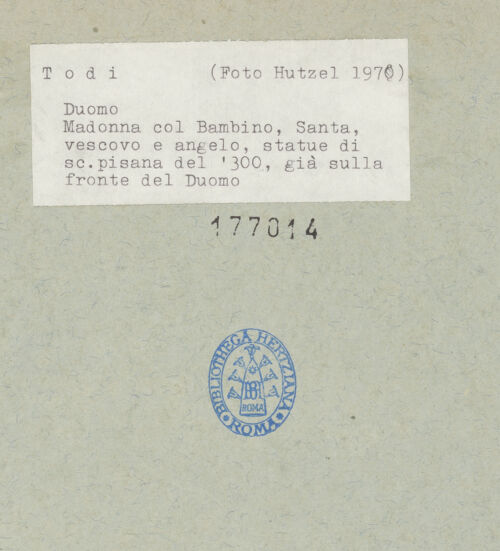 T o d i (Foto Hutzel 1970)
Duomo
Madonna col Bambino, Santa,
vescovo e angelo, statue di
sc.pisana del '300, già sulla
fronte del Duomo
177014
BIBLIOTHECA HERTZIANA
ROMA
ROMA